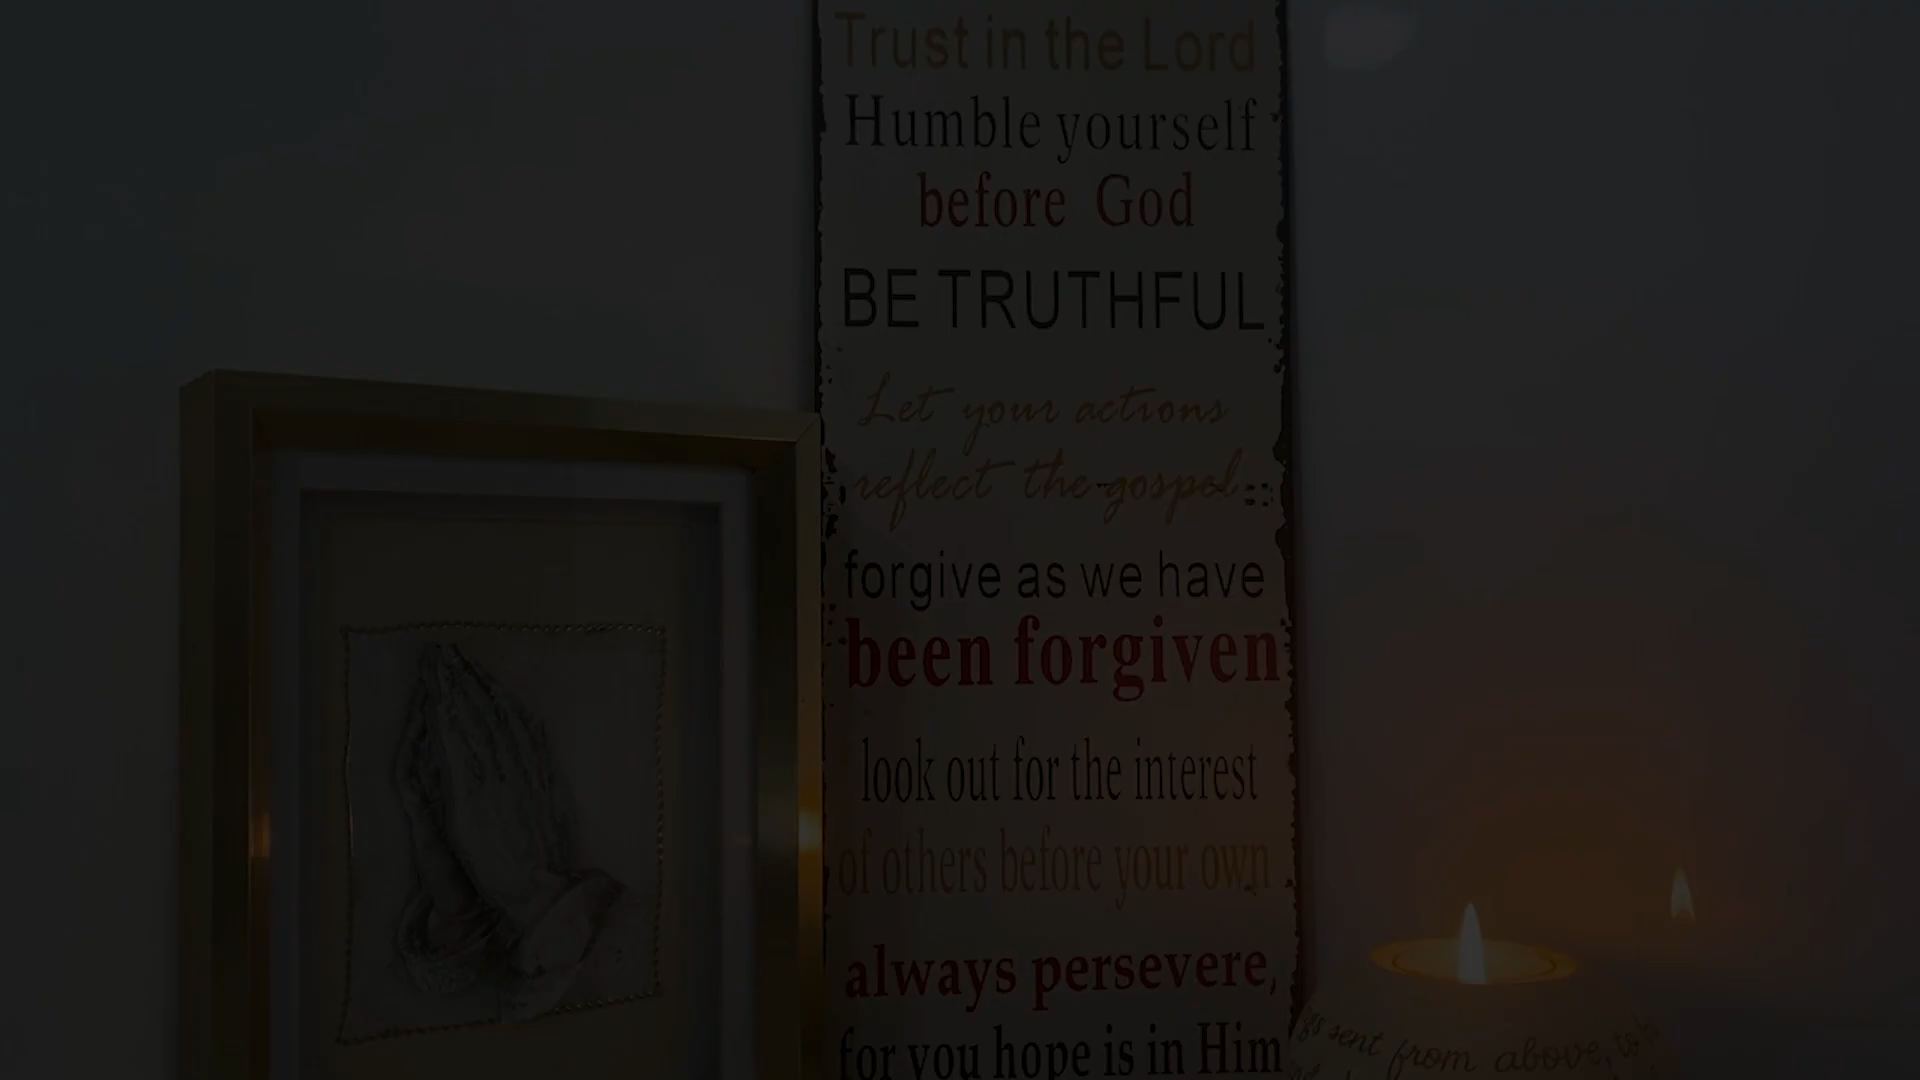 Trust in the Lord
Humble yourself
before God
BE TRUTHFUL
Let your actions
reflect the gospel
forgive as we have
been forgiven
look out for the interest
of others before your own
always persevere,
for you hope is in Him
sent from above, to